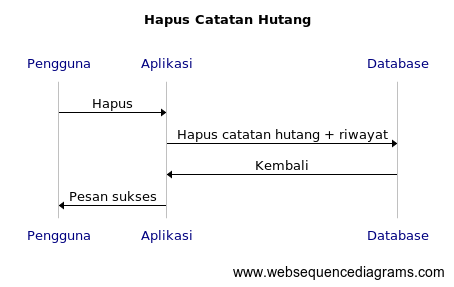 Hapus Catatan Hutang
Pengguna Aplikasi Database
Hapus
Hapus catatan hutang + riwayat
Kembali
Pesan sukses
Pengguna Aplikasi Database
www.websequencediagrams.com